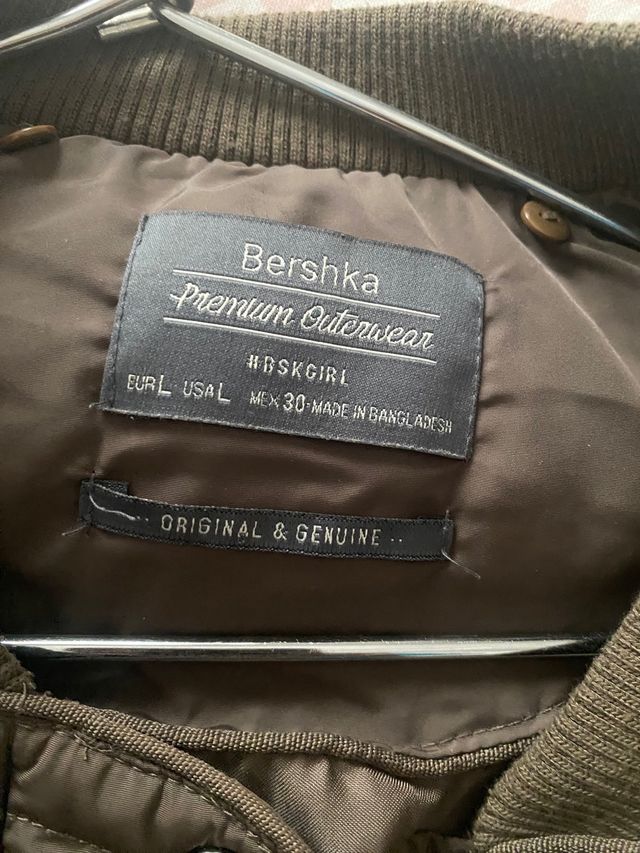 Bershka
Premium Outerwear
#BSKGIRL
EUR L USA L MEX 30 - MADE IN BANGLADESH
.. ORIGINAL & GENUINE ..